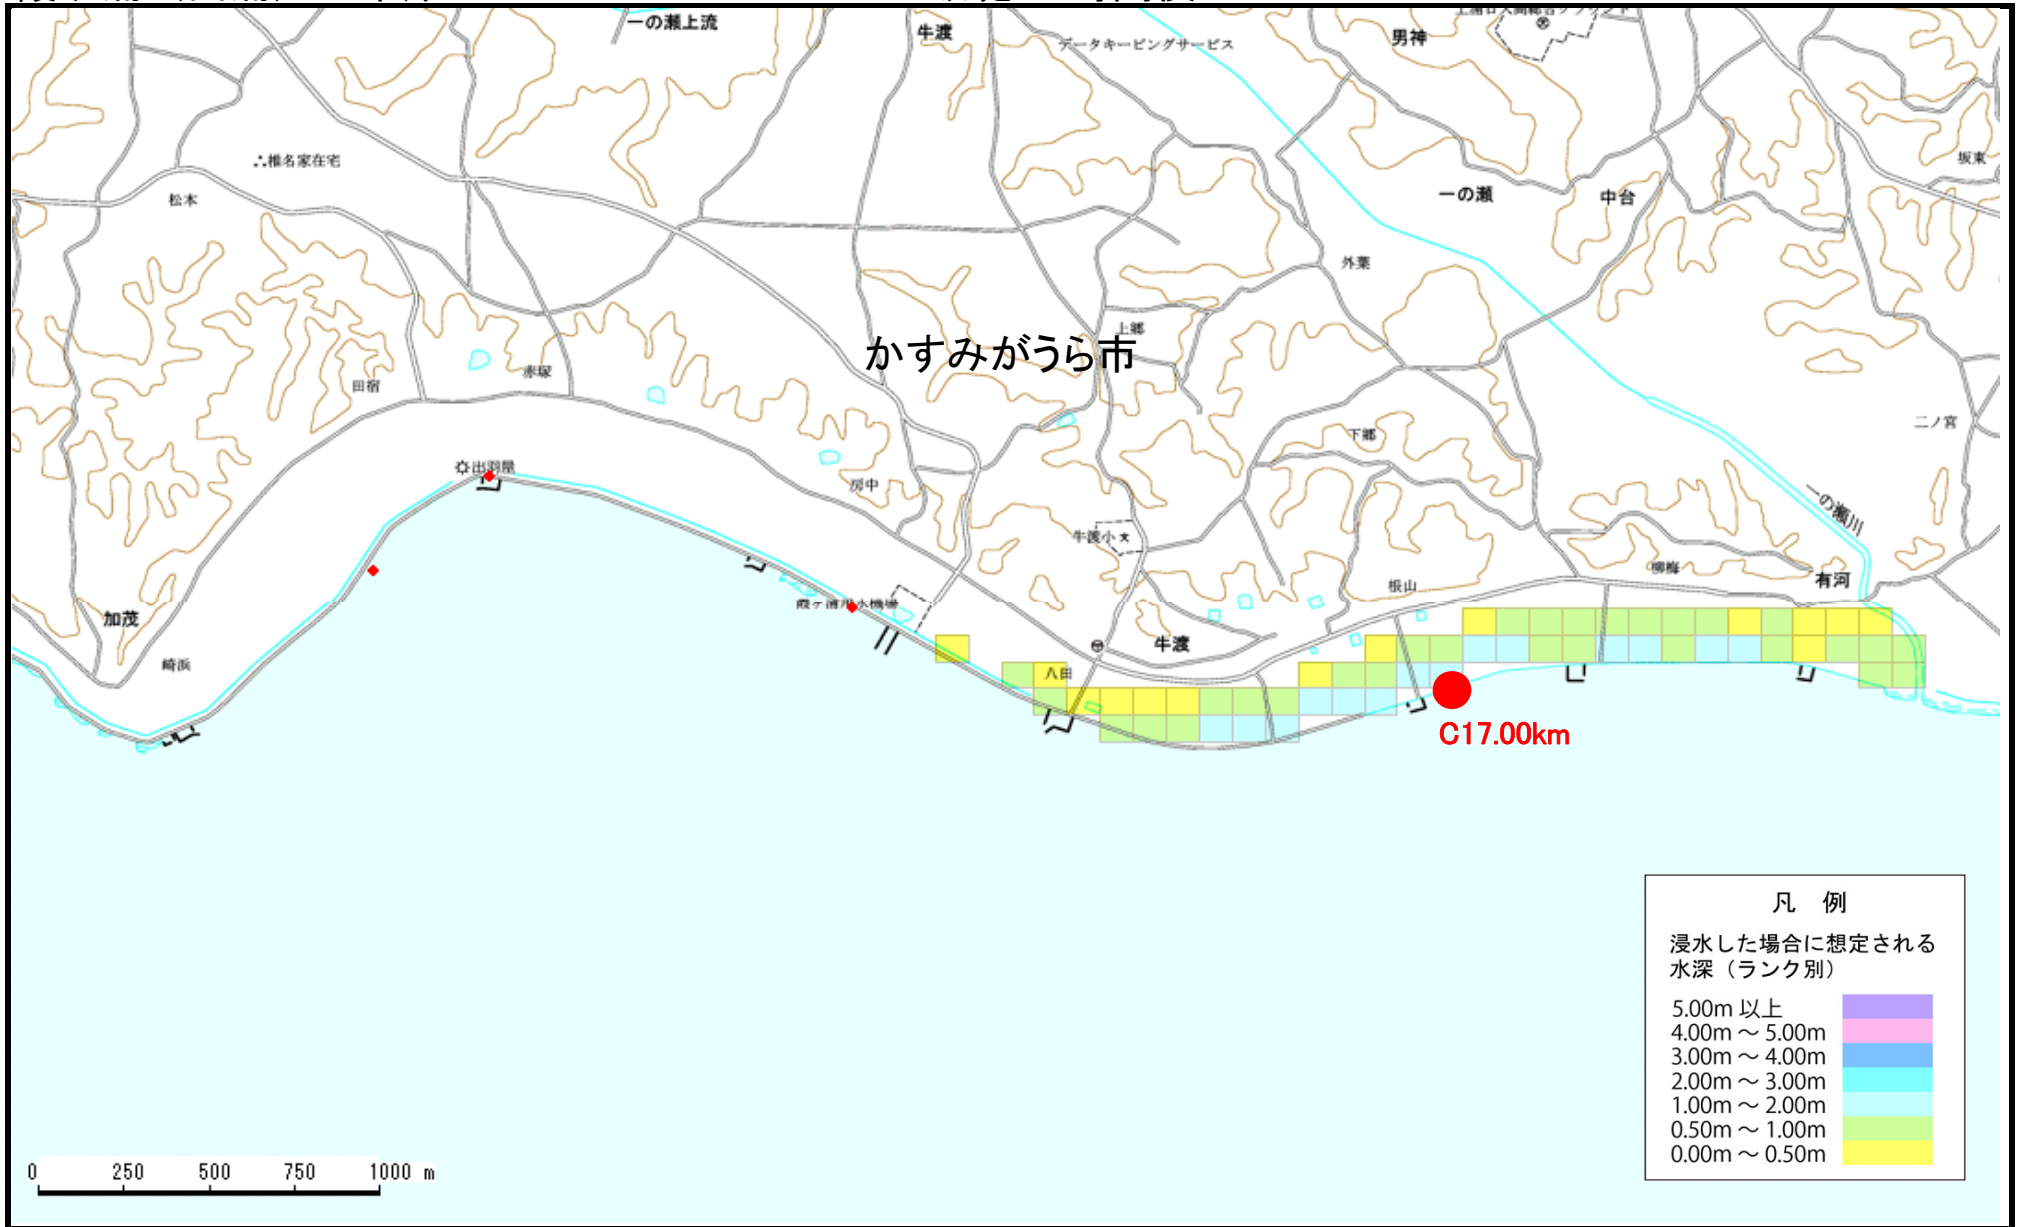 一の瀬上流
牛渡
データキーピングサービス
男神
∴椎名家在宅
松本
坂東
一の瀬
中台
外葉
上郷
かすみがうら市
赤塚
田宿
二ノ宮
下郷
出羽屋
房中
一の瀬川
牛渡小
柳梅
有河
根山
霞ヶ浦用水機場
加茂
崎浜
牛渡
八田
C17.00km
凡 例
浸水した場合に想定される
水深（ランク別）
5.00m 以上
4.00m ～ 5.00m
3.00m ～ 4.00m
2.00m ～ 3.00m
1.00m ～ 2.00m
0.50m ～ 1.00m
0.00m ～ 0.50m
0 250 500 750 1000 m